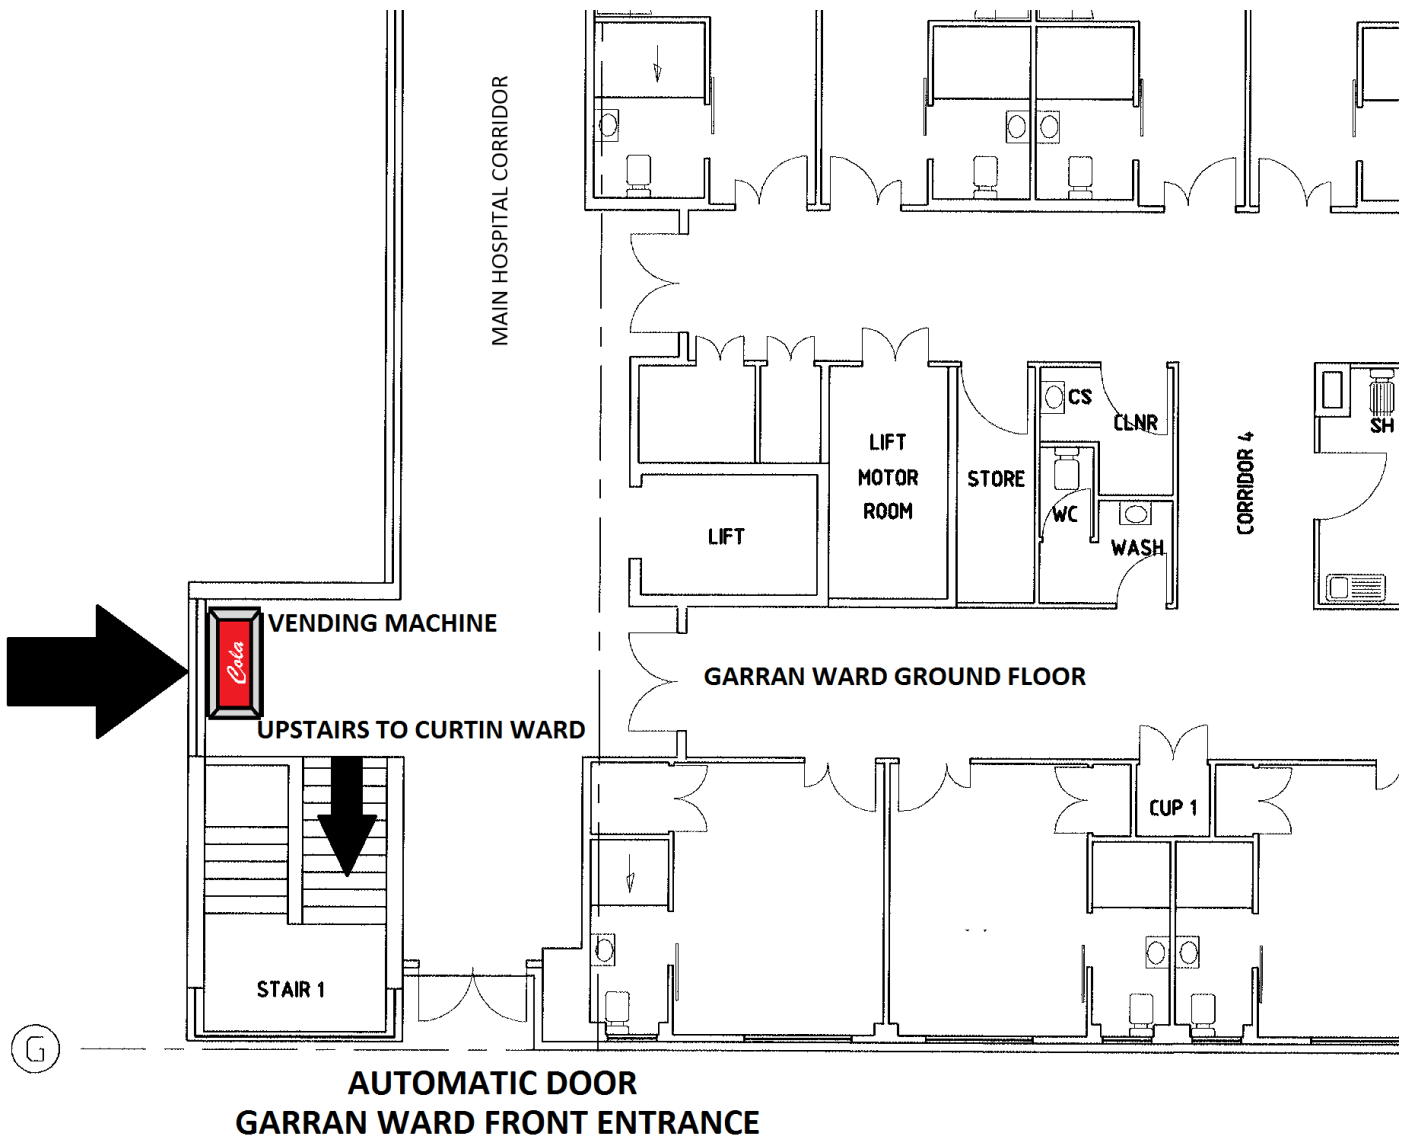 MAIN HOSPITAL CORRIDOR
CS
CLNR
SH
LIFT
MOTOR
ROOM
STORE
CORRIDOR 4
WC
LIFT
WASH
VENDING MACHINE
Cola
GARRAN WARD GROUND FLOOR
UPSTAIRS TO CURTIN WARD
CUP 1
STAIR 1
G
AUTOMATIC DOOR
GARRAN WARD FRONT ENTRANCE